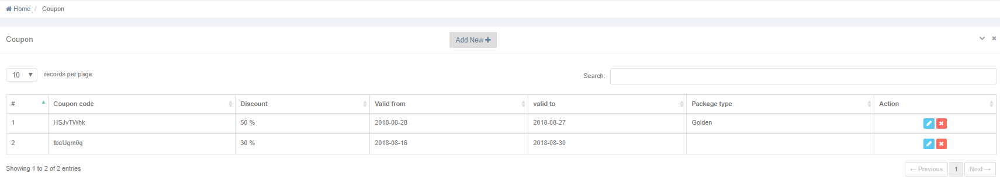 Home / Coupon
Coupon Add New
10 records per page Search:
# Coupon code Discount Valid from valid to Package type Action
1 HSJvTWhk 50 % 2018-08-28 2018-08-27 Golden
2 tbeUgm0q 30 % 2018-08-16 2018-08-30
Showing 1 to 2 of 2 entries ← Previous 1 Next →